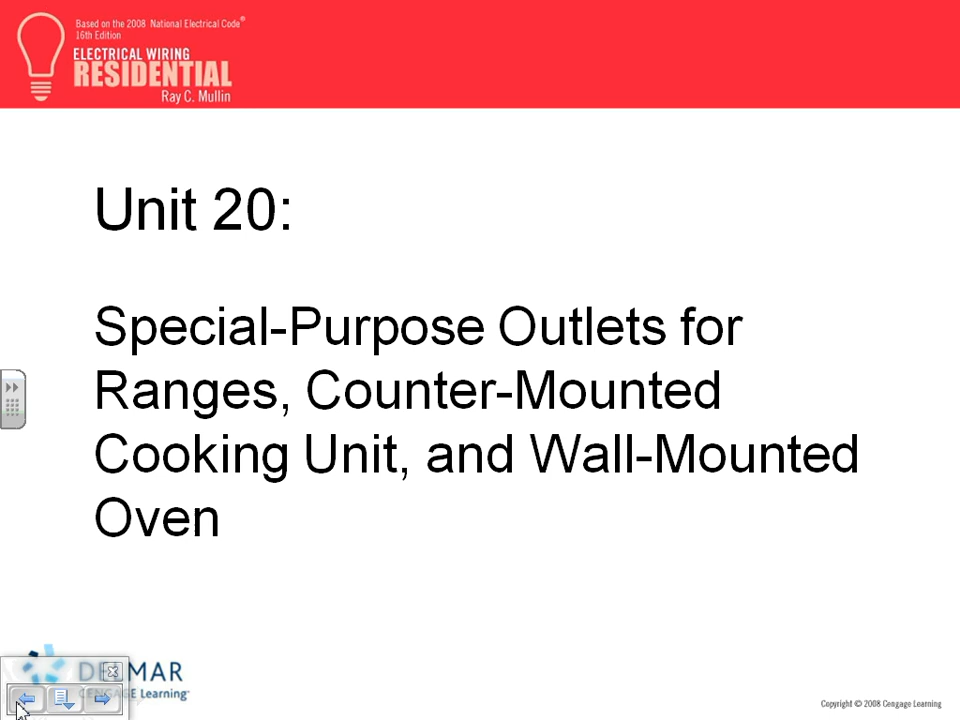 Based on the 2008 National Electrical Code®
16th Edition
ELECTRICAL WIRING
RESIDENTIAL
Ray C. Mullin
Unit 20:
Special-Purpose Outlets for
Ranges, Counter-Mounted
Cooking Unit, and Wall-Mounted
Oven
CENGAGE Learning
Copyright © 2008 Cengage Learning